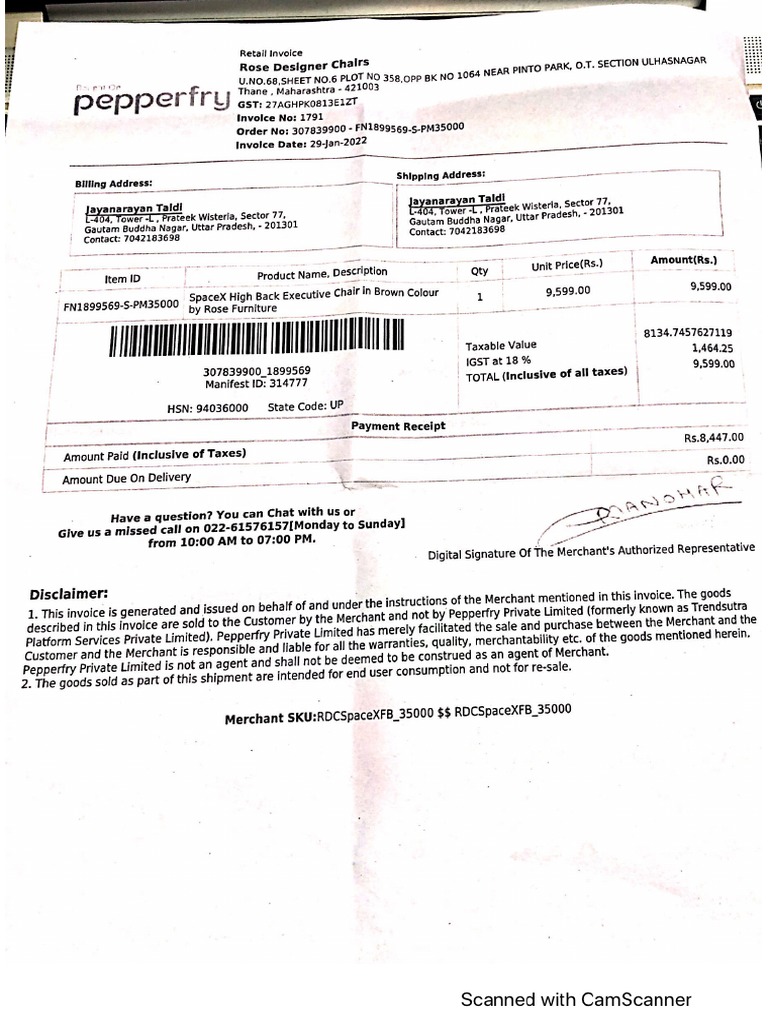 Retail Invoice
Rose Designer Chairs
U.NO.68,SHEET NO.6 PLOT NO 358,OPP BK NO 1064 NEAR PINTO PARK, O.T. SECTION ULHASNAGAR
Thane , Maharashtra - 421003
pepperfry
GST: 27AGHPK0813E1ZT
Invoice No: 1791
Order No: 307839900 - FN1899569-S-PM35000
Invoice Date: 29-Jan-2022
Billing Address:
Shipping Address:
Jayanarayan Taldi
L-404, Tower -L , Prateek Wisteria, Sector 77,
Gautam Buddha Nagar, Uttar Pradesh, - 201301
Contact: 7042183698
Jayanarayan Taldi
L-404, Tower -L , Prateek Wisteria, Sector 77,
Gautam Buddha Nagar, Uttar Pradesh, - 201301
Contact: 7042183698
Item ID Product Name, Description Qty Unit Price(Rs.) Amount(Rs.)
FN1899569-S-PM35000 SpaceX High Back Executive Chair in Brown Colour 1 9,599.00 9,599.00
by Rose Furniture
307839900_1899569
Manifest ID: 314777
HSN: 94036000 State Code: UP
Taxable Value 8134.7457627119
IGST at 18 % 1,464.25
TOTAL (Inclusive of all taxes) 9,599.00
Payment Receipt
Amount Paid (Inclusive of Taxes) Rs.8,447.00
Amount Due On Delivery Rs.0.00
Have a question? You can Chat with us or
Give us a missed call on 022-61576157[Monday to Sunday]
from 10:00 AM to 07:00 PM.
MANOHAR
Digital Signature Of The Merchant's Authorized Representative
Disclaimer:
1. This invoice is generated and issued on behalf of and under the instructions of the Merchant mentioned in this invoice. The goods
described in this invoice are sold to the Customer by the Merchant and not by Pepperfry Private Limited (formerly known as Trendsutra
Platform Services Private Limited). Pepperfry Private Limited has merely facilitated the sale and purchase between the Merchant and the
Customer and the Merchant is responsible and liable for all the warranties, quality, merchantability etc. of the goods mentioned herein.
Pepperfry Private Limited is not an agent and shall not be deemed to be construed as an agent of Merchant.
2. The goods sold as part of this shipment are intended for end user consumption and not for re-sale.
Merchant SKU:RDCSpaceXFB_35000 $$ RDCSpaceXFB_35000
Scanned with CamScanner